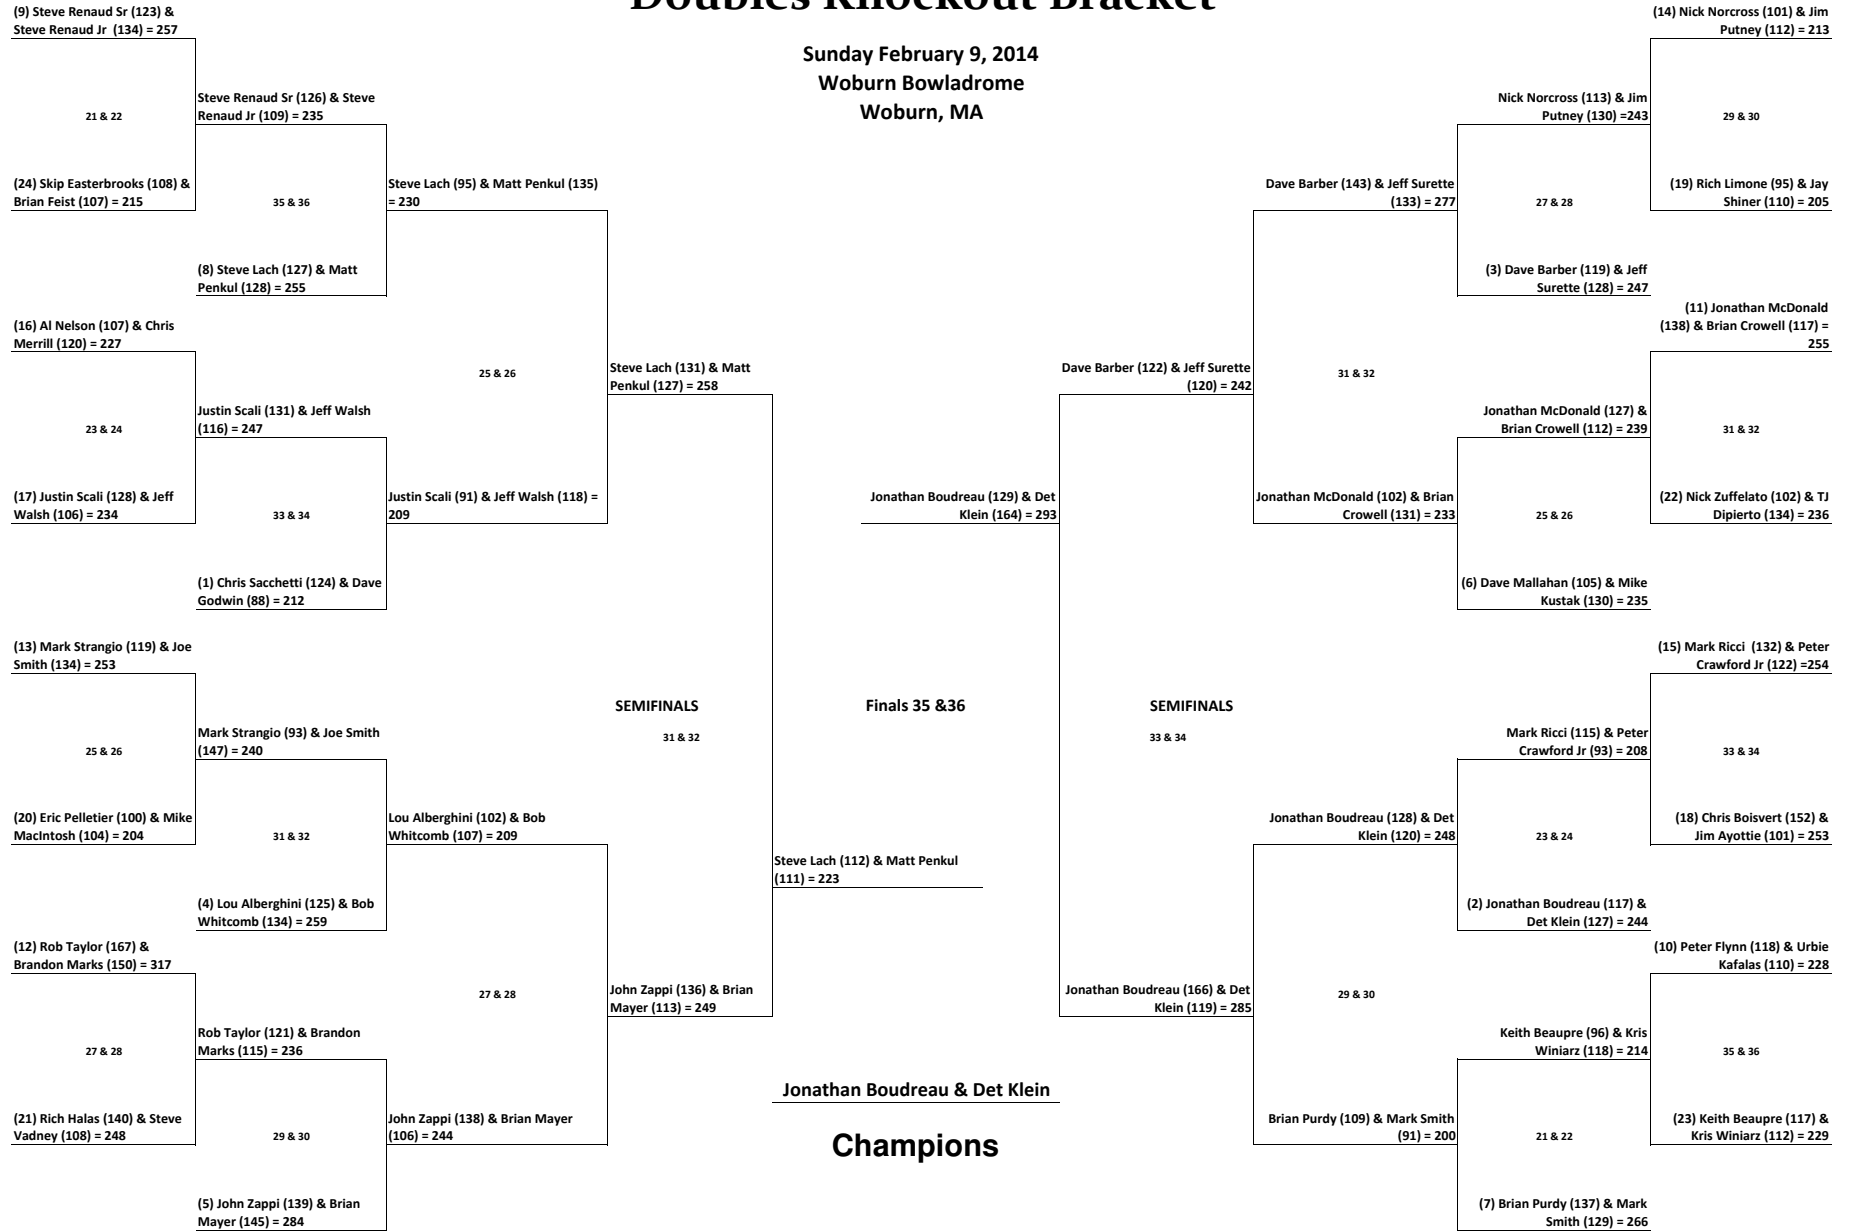 Doubles Knockout Bracket
Sunday February 9, 2014
Woburn Bowladrome
Woburn, MA
(9) Steve Renaud Sr (123) &
Steve Renaud Jr (134) = 257
21 & 22
(24) Skip Easterbrooks (108) &
Brian Feist (107) = 215
(16) Al Nelson (107) & Chris
Merrill (120) = 227
23 & 24
(17) Justin Scali (128) & Jeff
Walsh (106) = 234
(13) Mark Strangio (119) & Joe
Smith (134) = 253
25 & 26
(20) Eric Pelletier (100) & Mike
MacIntosh (104) = 204
(12) Rob Taylor (167) &
Brandon Marks (150) = 317
27 & 28
(21) Rich Halas (140) & Steve
Vadney (108) = 248
Steve Renaud Sr (126) & Steve
Renaud Jr (109) = 235
35 & 36
(8) Steve Lach (127) & Matt
Penkul (128) = 255
Justin Scali (131) & Jeff Walsh
(116) = 247
33 & 34
(1) Chris Sacchetti (124) & Dave
Godwin (88) = 212
Mark Strangio (93) & Joe Smith
(147) = 240
31 & 32
(4) Lou Alberghini (125) & Bob
Whitcomb (134) = 259
Rob Taylor (121) & Brandon
Marks (115) = 236
29 & 30
(5) John Zappi (139) & Brian
Mayer (145) = 284
Steve Lach (95) & Matt Penkul (135)
= 230
25 & 26
Justin Scali (91) & Jeff Walsh (118) =
209
Lou Alberghini (102) & Bob
Whitcomb (107) = 209
27 & 28
John Zappi (138) & Brian Mayer
(106) = 244
Steve Lach (131) & Matt
Penkul (127) = 258
SEMIFINALS
31 & 32
John Zappi (136) & Brian
Mayer (113) = 249
Steve Lach (112) & Matt Penkul
(111) = 223
Finals 35 &36
Jonathan Boudreau (129) & Det
Klein (164) = 293
Jonathan Boudreau & Det Klein
Champions
Dave Barber (122) & Jeff Surette
(120) = 242
SEMIFINALS
33 & 34
Jonathan Boudreau (166) & Det
Klein (119) = 285
Dave Barber (143) & Jeff Surette
(133) = 277
31 & 32
Jonathan McDonald (102) & Brian
Crowell (131) = 233
Jonathan Boudreau (128) & Det
Klein (120) = 248
29 & 30
Brian Purdy (109) & Mark Smith
(91) = 200
Nick Norcross (113) & Jim
Putney (130) =243
27 & 28
(3) Dave Barber (119) & Jeff
Surette (128) = 247
Jonathan McDonald (127) &
Brian Crowell (112) = 239
25 & 26
(6) Dave Mallahan (105) & Mike
Kustak (130) = 235
Mark Ricci (115) & Peter
Crawford Jr (93) = 208
23 & 24
(2) Jonathan Boudreau (117) &
Det Klein (127) = 244
Keith Beaupre (96) & Kris
Winiarz (118) = 214
21 & 22
(7) Brian Purdy (137) & Mark
Smith (129) = 266
(14) Nick Norcross (101) & Jim
Putney (112) = 213
29 & 30
(19) Rich Limone (95) & Jay
Shiner (110) = 205
(11) Jonathan McDonald
(138) & Brian Crowell (117) =
255
31 & 32
(22) Nick Zuffelato (102) & TJ
Dipierto (134) = 236
(15) Mark Ricci (132) & Peter
Crawford Jr (122) =254
33 & 34
(18) Chris Boisvert (152) &
Jim Ayottie (101) = 253
(10) Peter Flynn (118) & Urbie
Kafalas (110) = 228
35 & 36
(23) Keith Beaupre (117) &
Kris Winiarz (112) = 229